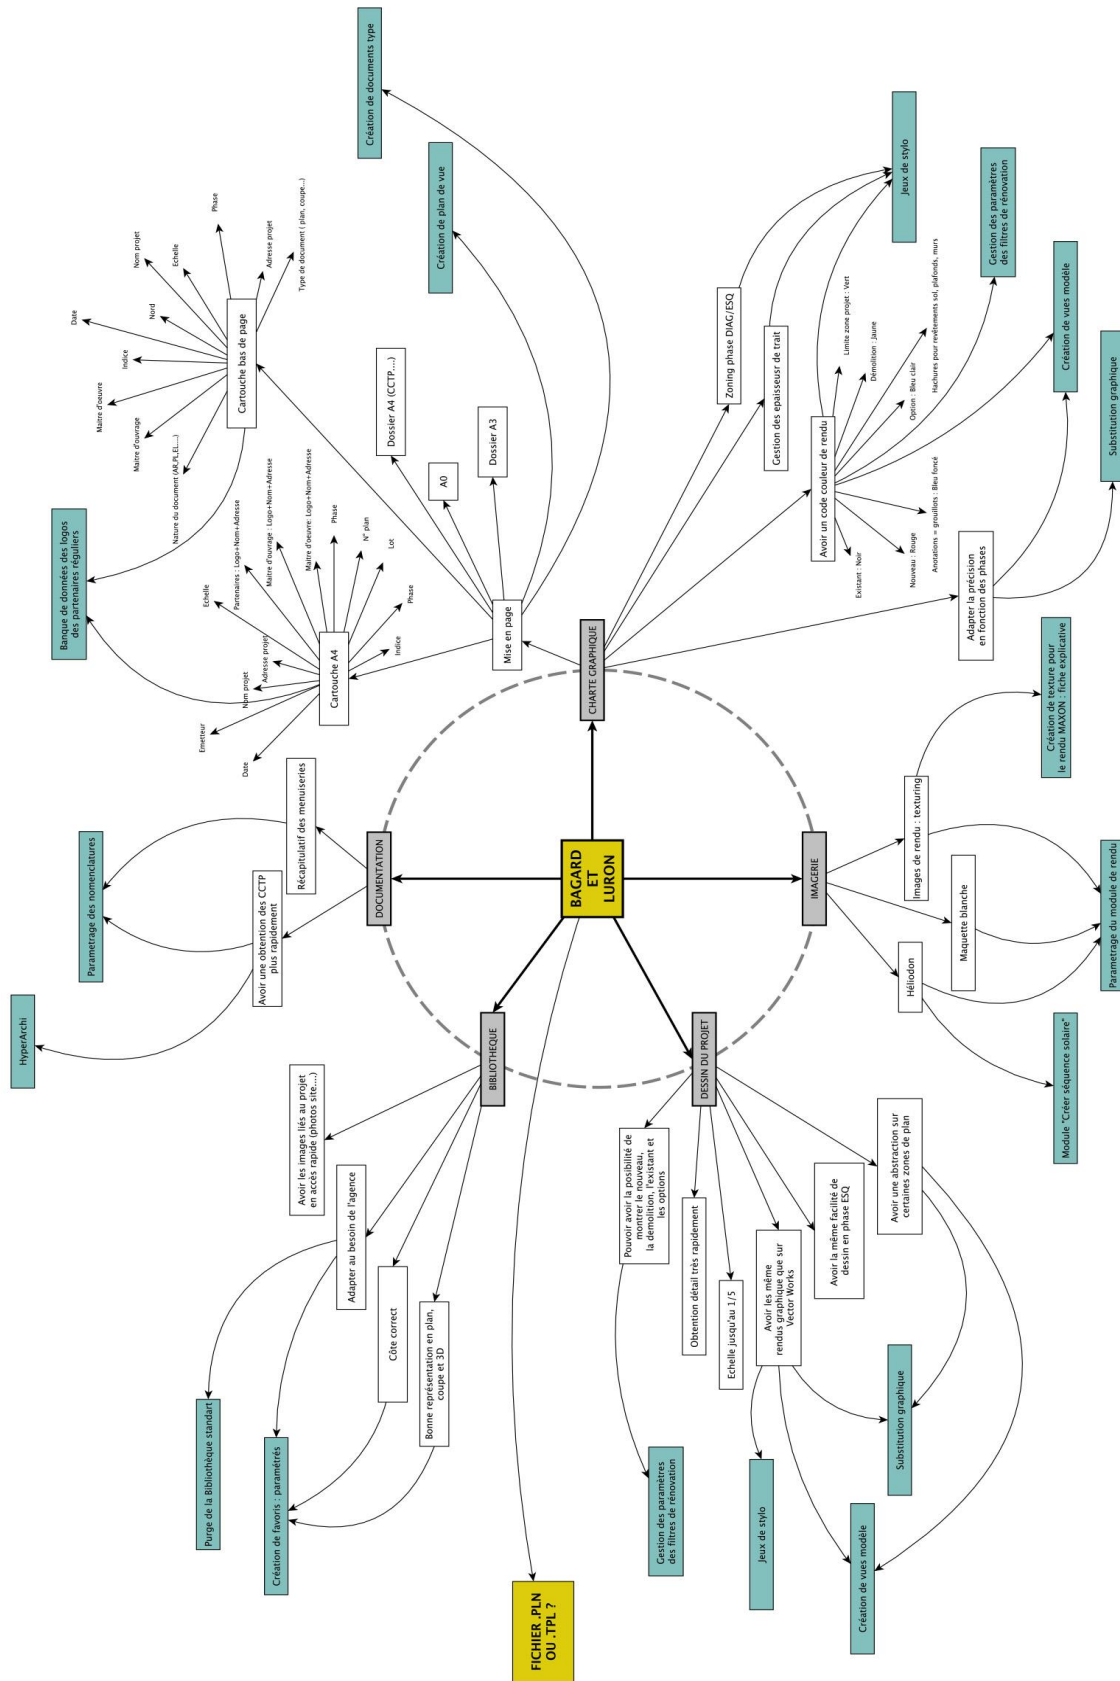 HyperArchi
Parametrage des nomenclatures
Banque de données des logos
des partenaires réguliers
Création de documents type
Création de plan de vue
Purge de la Bibliothèque standart
Création de favoris : paramétrés
Avoir les images liés au projet
en accès rapide (photos site....)
Adapter au besoin de l'agence
Côte correct
Bonne représentation en plan,
coupe et 3D
BIBLIOTHEQUE
Avoir une obtention des CCTP
plus rapidement
Récapitulatif des menuiseries
DOCUMENTATION
Date
Emetteur
Nom projet
Adresse projet
Echelle
Partenaires : Logo+Nom+Adresse
Maitre d'ouvrage : Logo+Nom+Adresse
Maitre d'oeuvre: Logo+Nom+Adresse
Phase
N° plan
Lot
Phase
Indice
Cartouche A4
Nature du document (AR,PL,EL,...)
Maitre d'ouvrage
Maitre d'oeuvre
Indice
Date
Nord
Nom projet
Echelle
Phase
Adresse projet
Type de document ( plan, coupe...)
Cartouche bas de page
Dossier A4 (CCTP,...)
A0
Dossier A3
Mise en page
CHARTE GRAPHIQUE
BAGARD
ET
LURON
FICHIER .PLN
OU .TPL ?
Zoning phase DIAG/ESQ
Gestion des epaisseusr de trait
Avoir un code couleur de rendu
Limite zone projet : Vert
Démolition : Jaune
Option : Bleu clair
Hachures pour revêtements sol, plafonds, murs
Existant : Noir
Nouveau : Rouge
Anotations = grouillots : Bleu foncé
Adapter la précision
en fonction des phases
Jeux de stylo
Gestion des paramètres
des filtres de rénovation
Création de vues modèle
Substitution graphique
DESSIN DU PROJET
Pouvoir avoir la posibilité de
montrer le nouveau,
la demolition, l'existant et
les options
Obtention détail très rapidement
Echelle jusqu'au 1/5
Avoir les même
rendus graphique que sur
Vector Works
Avoir la même facilité de
dessin en phase ESQ
Avoir une abstraction sur
certaines zones de plan
Gestion des paramètres
des filtres de rénovation
Jeux de stylo
Création de vues modèle
Substitution graphique
IMAGERIE
Héliodon
Maquette blanche
Images de rendu : texturing
Module "Créer séquence solaire"
Parametrage du module de rendu
Création de texture pour
le rendu MAXON : fiche explicative